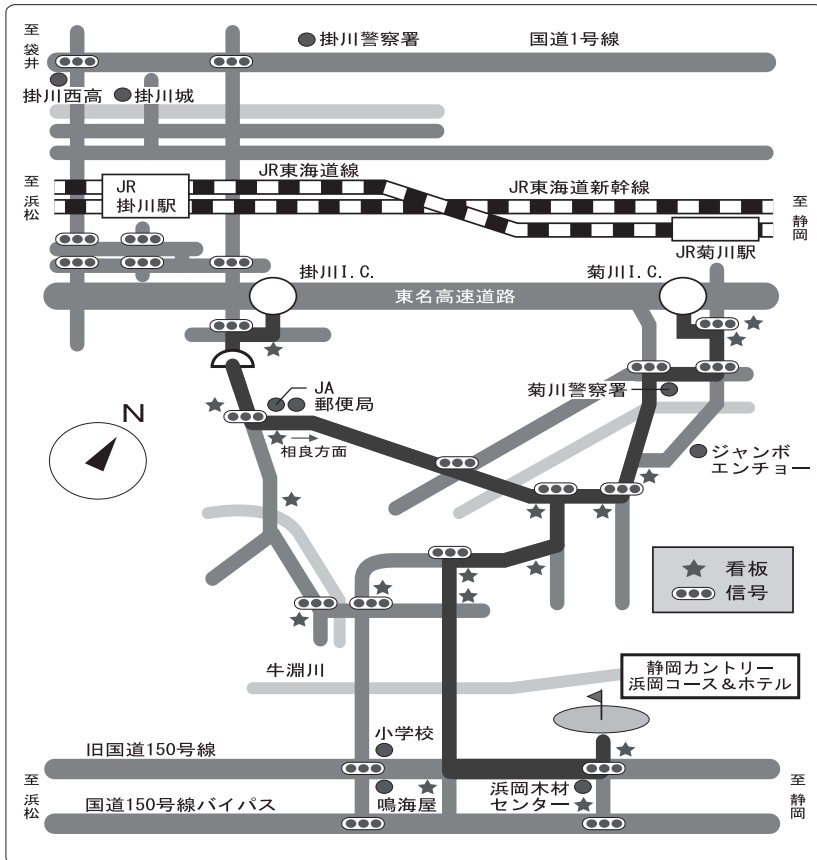 至袋井
掛川警察署
国道1号線
掛川西高
掛川城
至浜松
JR
掛川駅
JR東海道線
JR東海道新幹線
至静岡
JR菊川駅
掛川I.C.
菊川I.C.
東名高速道路
N
JA
郵便局
相良方面
菊川警察署
ジャンボ
エンチョー
看板
信号
牛淵川
静岡カントリー
浜岡コース&ホテル
小学校
旧国道150号線
至浜松
国道150号線バイパス
鳴海屋
浜岡木材
センター
至静岡